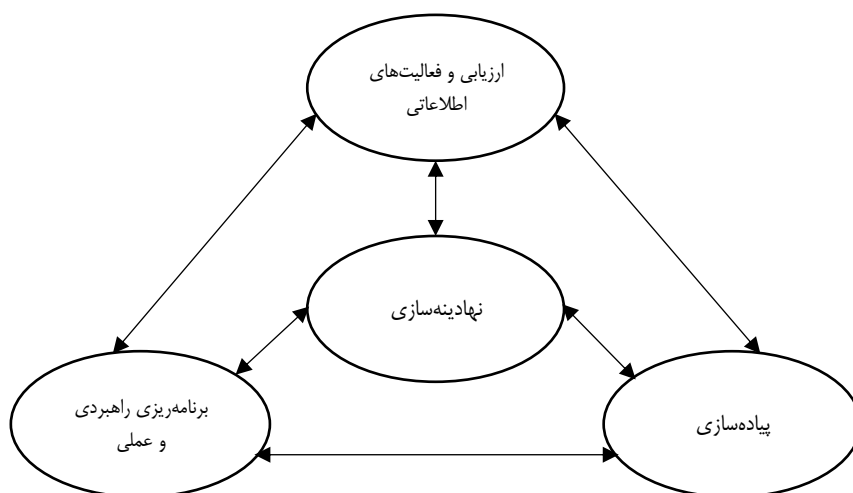 ارزیابی و فعالیت‌های
اطلاعاتی
نهادینه‌سازی
برنامه‌ریزی راهبردی
و عملی
پیاده‌سازی